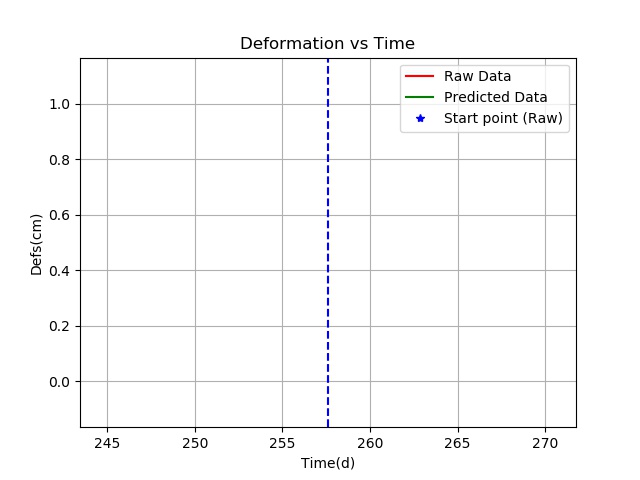 Deformation vs Time
Raw Data
Predicted Data
Start point (Raw)
1.0
0.8
0.6
0.4
0.2
0.0
Defs(cm)
245 250 255 260 265 270
Time(d)